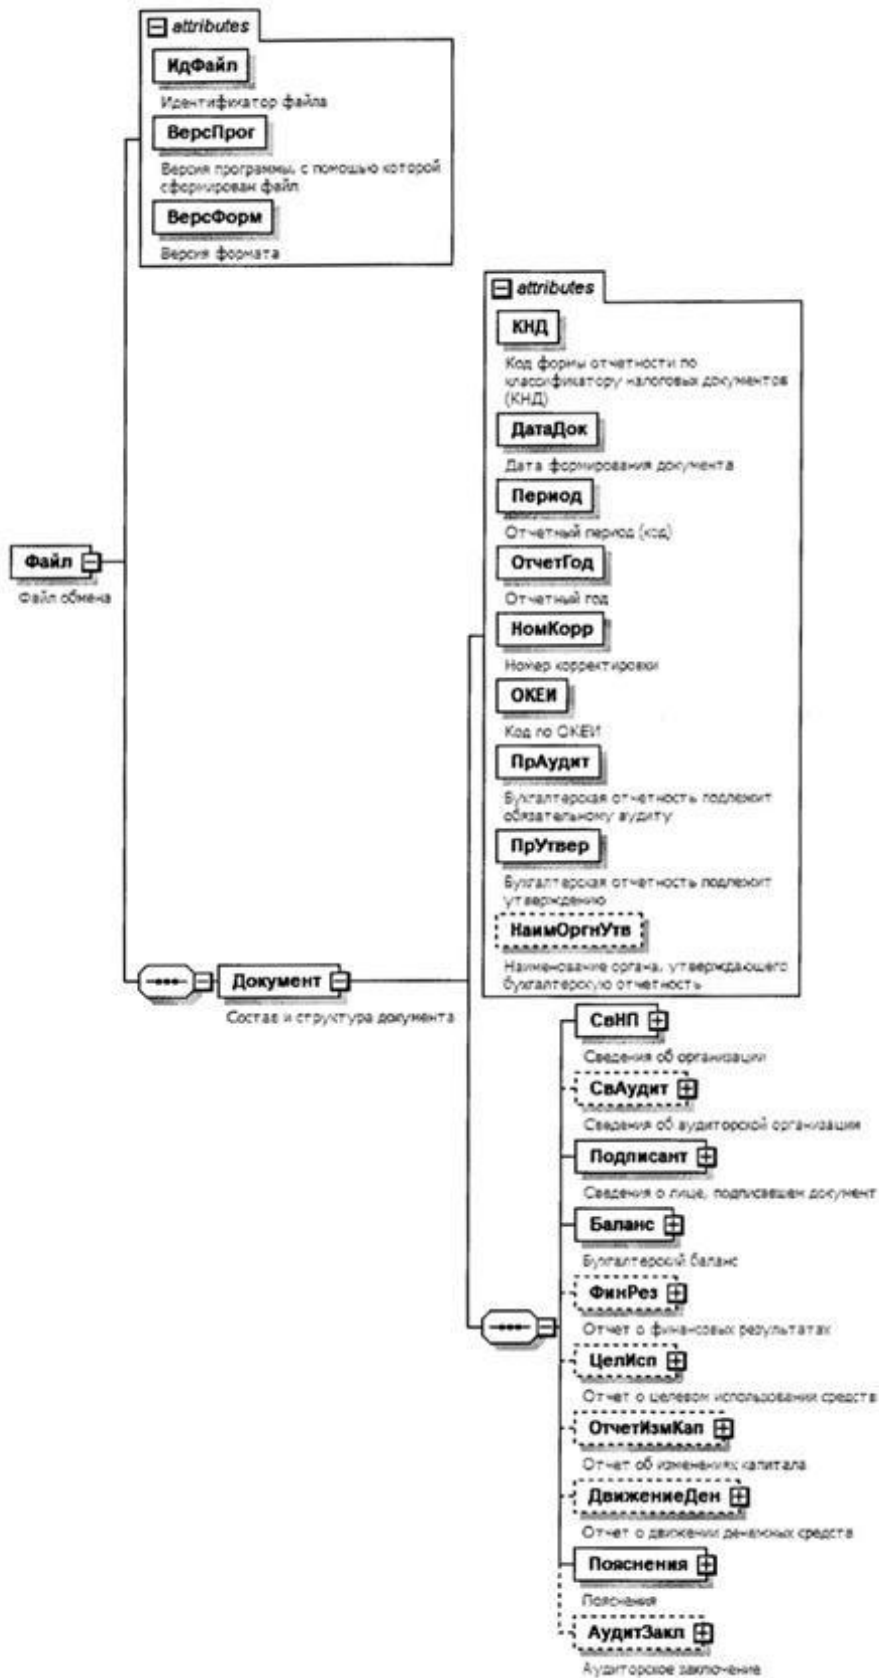 attributes
ИдФайл
Идентификатор файла
ВерсПрог
Версия программы, с помощью которой
сформирован файл
ВерсФорм
Версия формата
attributes
КНД
Код формы отчетности по
классификатору налоговых документов
(КНД)
ДатаДок
Дата формирования документа
Период
Отчетный период (код)
ОтчетГод
Отчетный год
НомКорр
Номер корректировки
ОКЕИ
Код по ОКЕИ
ПрАудит
Бухгалтерская отчетность подлежит
обязательному аудиту
ПрУтвер
Бухгалтерская отчетность подлежит
утверждению
НаимОргнУтв
Наименование органа, утверждающего
бухгалтерскую отчетность
Файл
Файл обмена
Документ
Состав и структура документа
СвНП
Сведения об организации
СвАудит
Сведения об аудиторской организации
Подписант
Сведения о лице, подписавшем документ
Баланс
Бухгалтерский баланс
ФинРез
Отчет о финансовых результатах
ЦелИсп
Отчет о целевом использовании средств
ОтчетИзмКап
Отчет об изменениях капитала
ДвижениеДен
Отчет о движении денежных средств
Пояснения
Пояснения
АудитЗакл
Аудиторское заключение